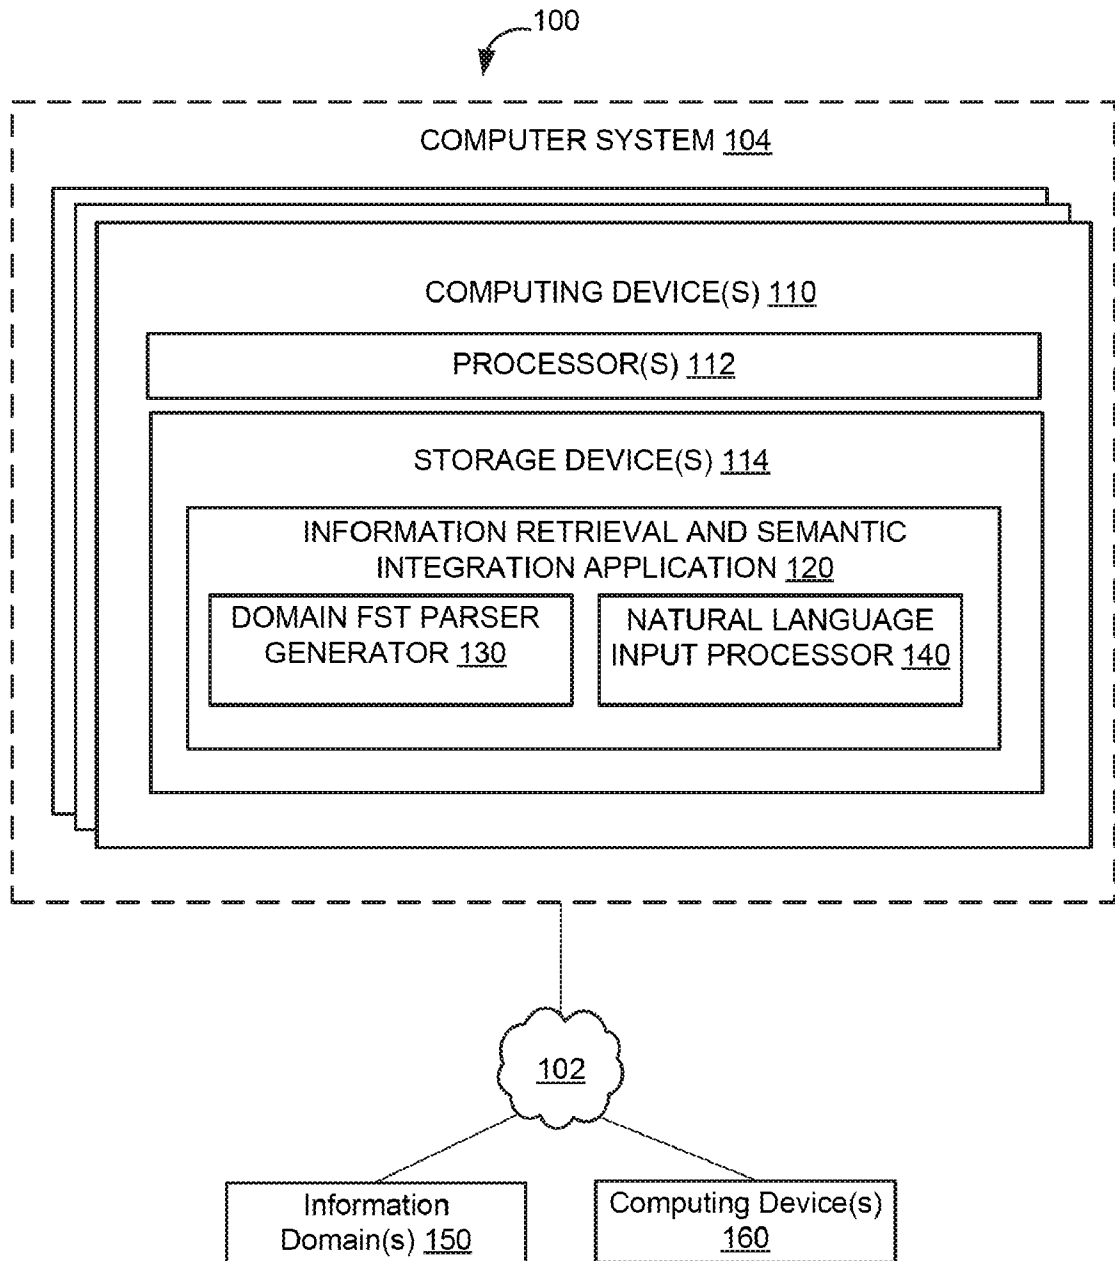 100
COMPUTER SYSTEM 104
COMPUTING DEVICE(S) 110
PROCESSOR(S) 112
STORAGE DEVICE(S) 114
INFORMATION RETRIEVAL AND SEMANTIC
INTEGRATION APPLICATION 120
DOMAIN FST PARSER
GENERATOR 130
NATURAL LANGUAGE
INPUT PROCESSOR 140
102
Information
Domain(s) 150
Computing Device(s)
160